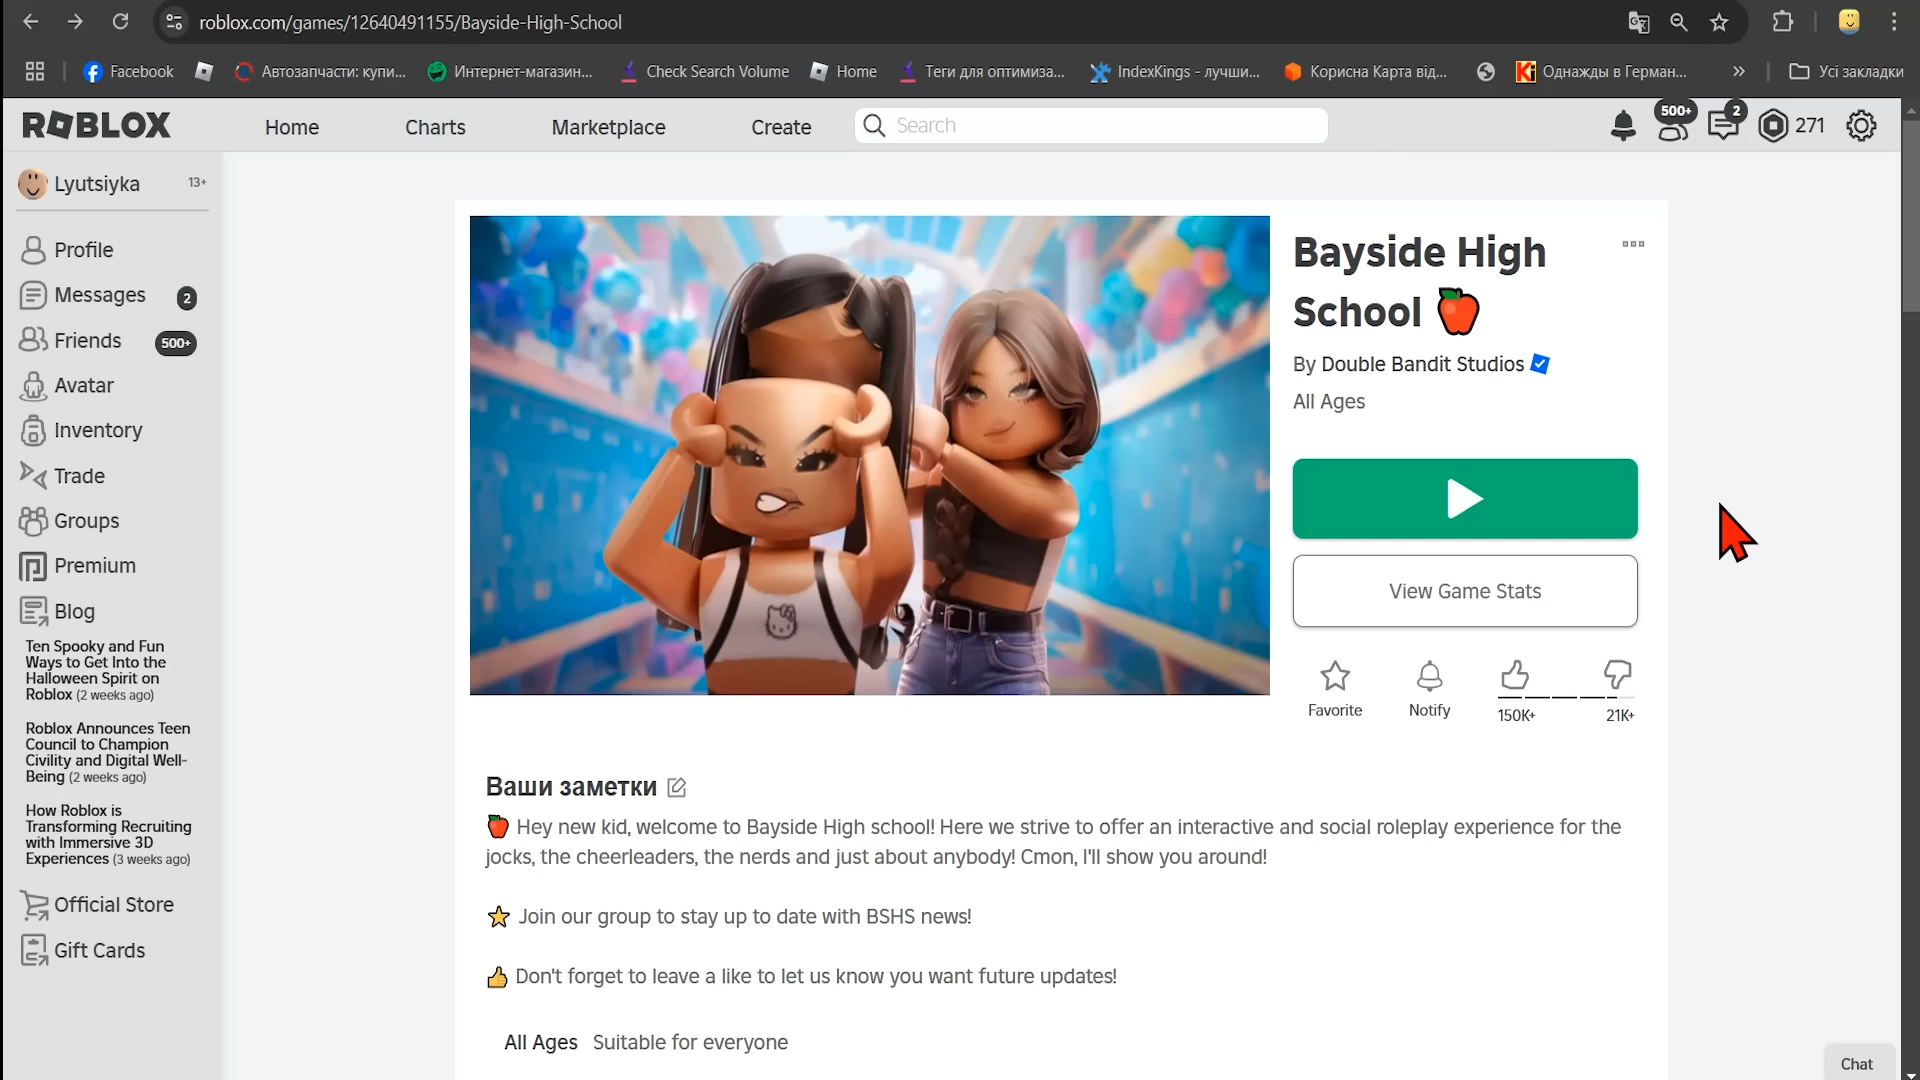 roblox.com/games/12640491155/Bayside-High-School
Facebook
Автозапчасти: купи...
Интернет-магазин...
Check Search Volume
Home
Теги для оптимиза...
IndexKings - лучши...
Корисна Карта від...
Однажды в Герман...
»
Усі закладки
ROBLOX
Home
Charts
Marketplace
Create
Search
500+
2
271
Lyutsiyka
13+
Profile
Messages
2
Friends
500+
Avatar
Inventory
Trade
Groups
Premium
Blog
Ten Spooky and Fun
Ways to Get Into the
Halloween Spirit on
Roblox (2 weeks ago)
Roblox Announces Teen
Council to Champion
Civility and Digital Well-
Being (2 weeks ago)
How Roblox is
Transforming Recruiting
with Immersive 3D
Experiences (3 weeks ago)
Official Store
Gift Cards
Bayside High
School 🍎
By Double Bandit Studios
All Ages
View Game Stats
Favorite
Notify
150K+
21K+
Ваши заметки
🍎 Hey new kid, welcome to Bayside High school! Here we strive to offer an interactive and social roleplay experience for the
jocks, the cheerleaders, the nerds and just about anybody! Cmon, I'll show you around!
⭐ Join our group to stay up to date with BSHS news!
👍 Don't forget to leave a like to let us know you want future updates!
All Ages Suitable for everyone
Chat